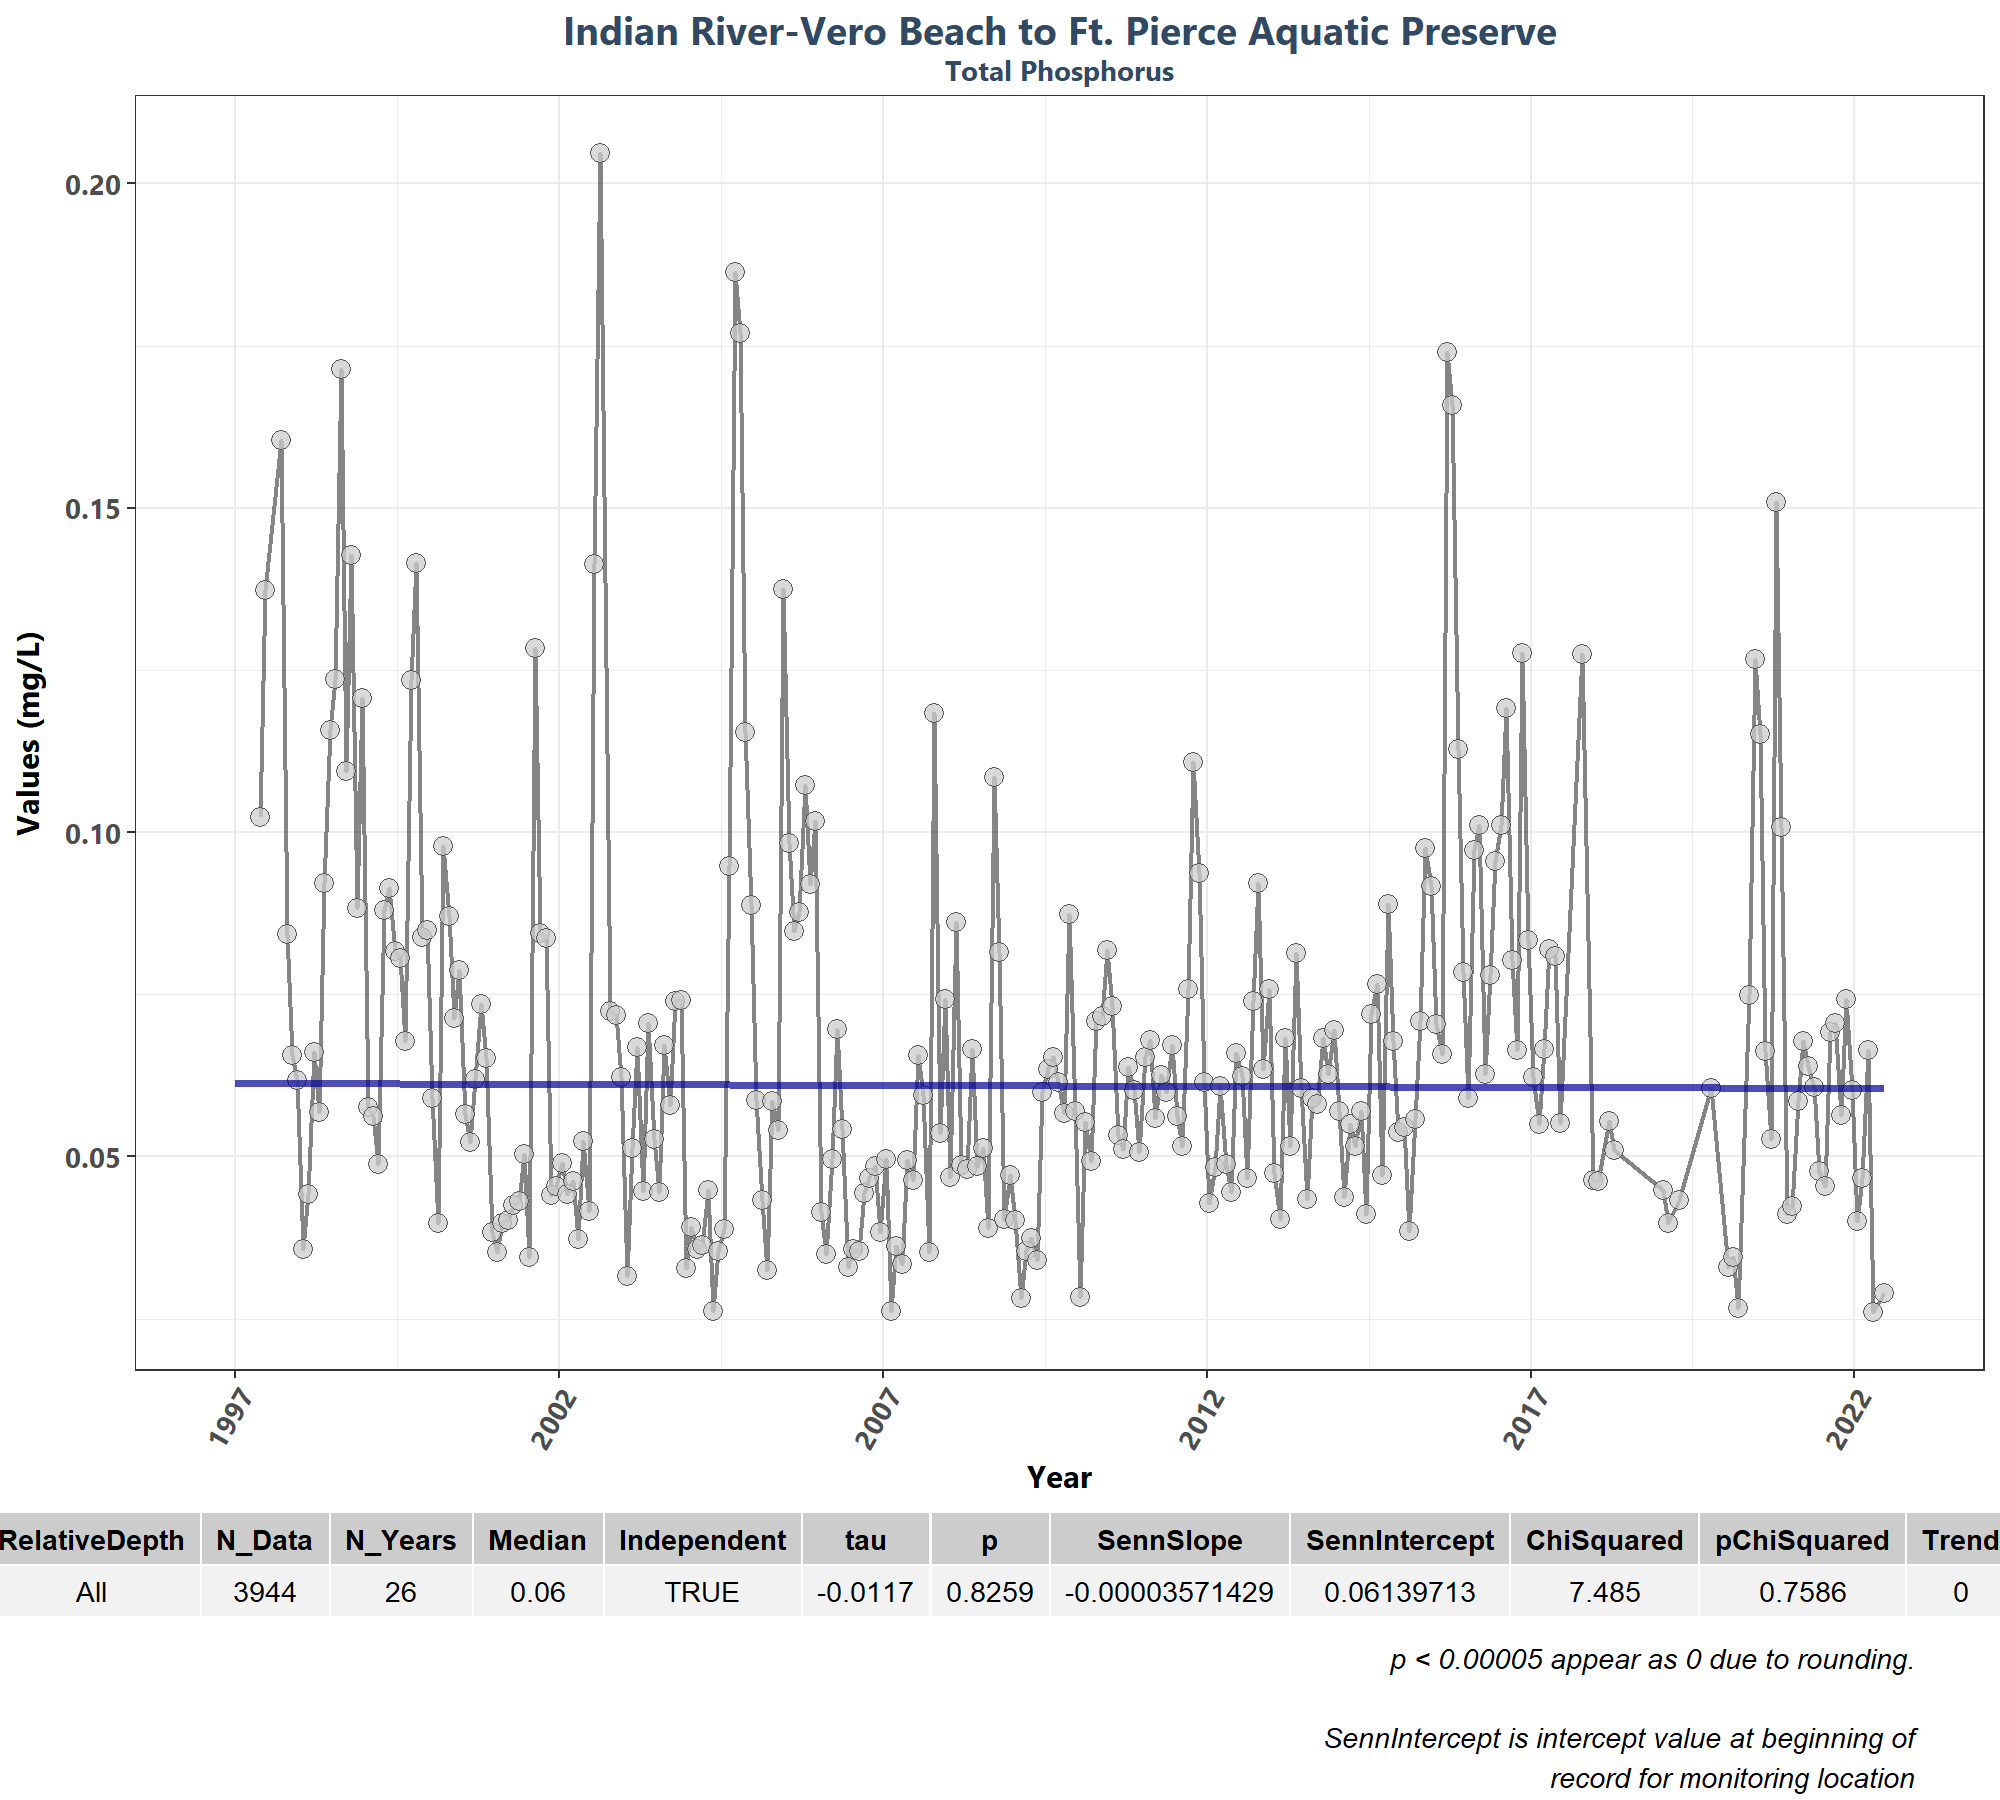 Indian River-Vero Beach to Ft. Pierce Aquatic Preserve
Total Phosphorus
Values (mg/L)
0.20
0.15
0.10
0.05
1997 2002 2007 2012 2017 2022
Year
RelativeDepth N_Data N_Years Median Independent tau p SennSlope SennIntercept ChiSquared pChiSquared Trend
All 3944 26 0.06 TRUE -0.0117 0.8259 -0.00003571429 0.06139713 7.485 0.7586 0
p < 0.00005 appear as 0 due to rounding.
SennIntercept is intercept value at beginning of
record for monitoring location